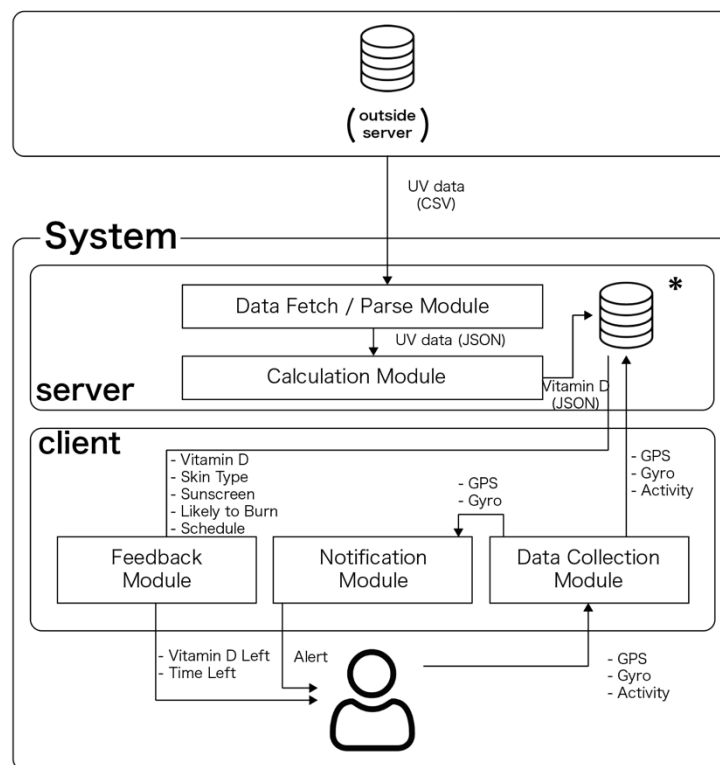 (outside
server)
UV data
(CSV)
System
Data Fetch / Parse Module
*
UV data (JSON)
Calculation Module
Vitamin D
(JSON)
server
client
- Vitamin D
- Skin Type
- Sunscreen
- Likely to Burn
- Schedule
- GPS
- Gyro
- GPS
- Gyro
- Activity
Feedback
Module
Notification
Module
Data Collection
Module
- Vitamin D Left
- Time Left
Alert
- GPS
- Gyro
- Activity